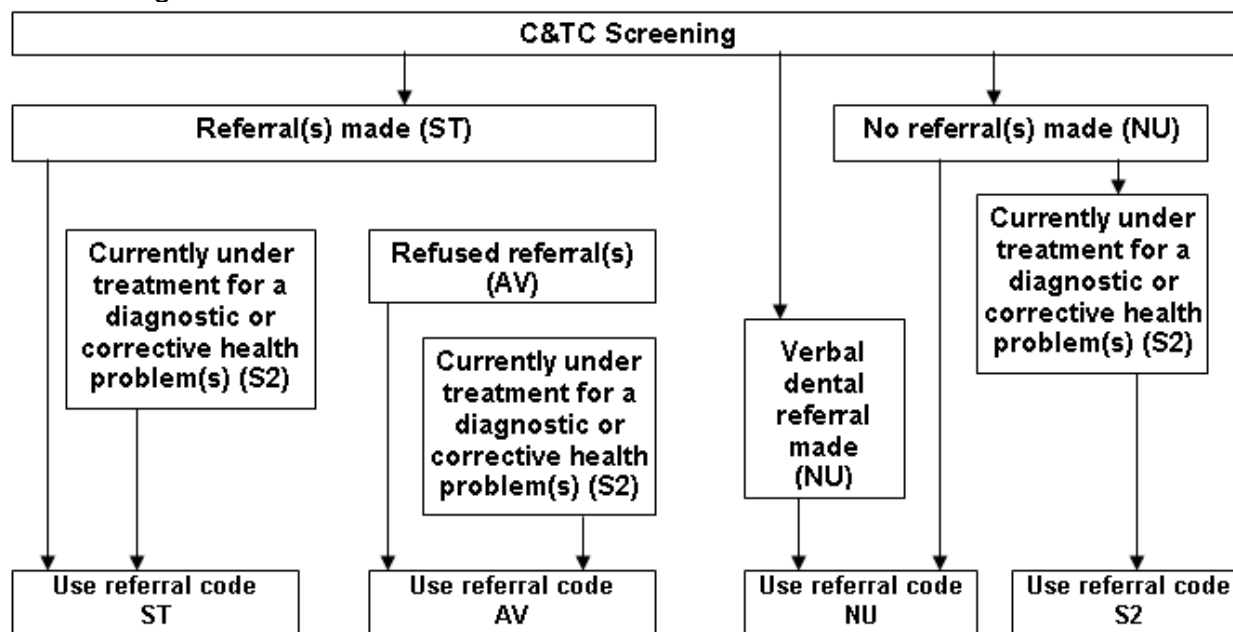 C&TC Screening
Referral(s) made (ST)
No referral(s) made (NU)
Currently under
treatment for a
diagnostic or
corrective health
problem(s) (S2)
Refused referral(s)
(AV)
Currently under
treatment for a
diagnostic or
corrective health
problem(s) (S2)
Verbal
dental
referral
made
(NU)
Currently under
treatment for a
diagnostic or
corrective health
problem(s) (S2)
Use referral code
ST
Use referral code
AV
Use referral code
NU
Use referral code
S2